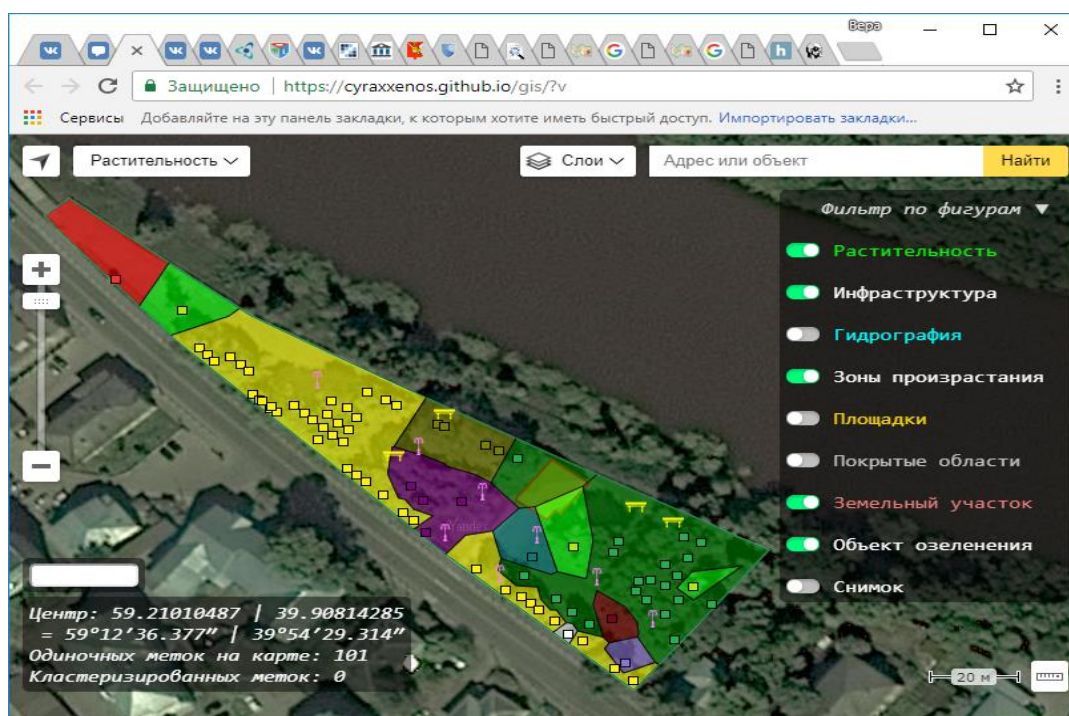 Вера
Защищено | https://cyraxxenos.github.io/gis/?v
Сервисы Добавляйте на эту панель закладки, к которым хотите иметь быстрый доступ. Импортировать закладки...
Растительность
Слои
Адрес или объект
Найти
Фильтр по фигурам ▼
Растительность
Инфраструктура
Гидрография
Зоны произрастания
Площадки
Покрытые области
Земельный участок
Объект озеленения
Снимок
Yandex
Центр: 59.21010487 | 39.90814285
= 59°12′36.377″ | 39°54′29.314″
Одиночных меток на карте: 101
Кластеризированных меток: 0
20 м